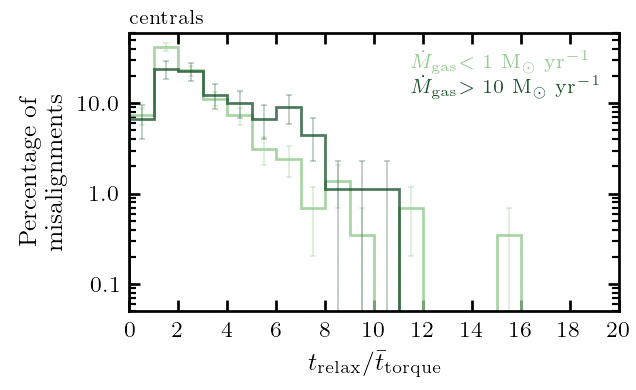 centrals
Ṁgas< 1 M⊙ yr⁻¹
Ṁgas> 10 M⊙ yr⁻¹
Percentage of
misalignments
10.0
1.0
0.1
0 2 4 6 8 10 12 14 16 18 20
trelax/t̄torque